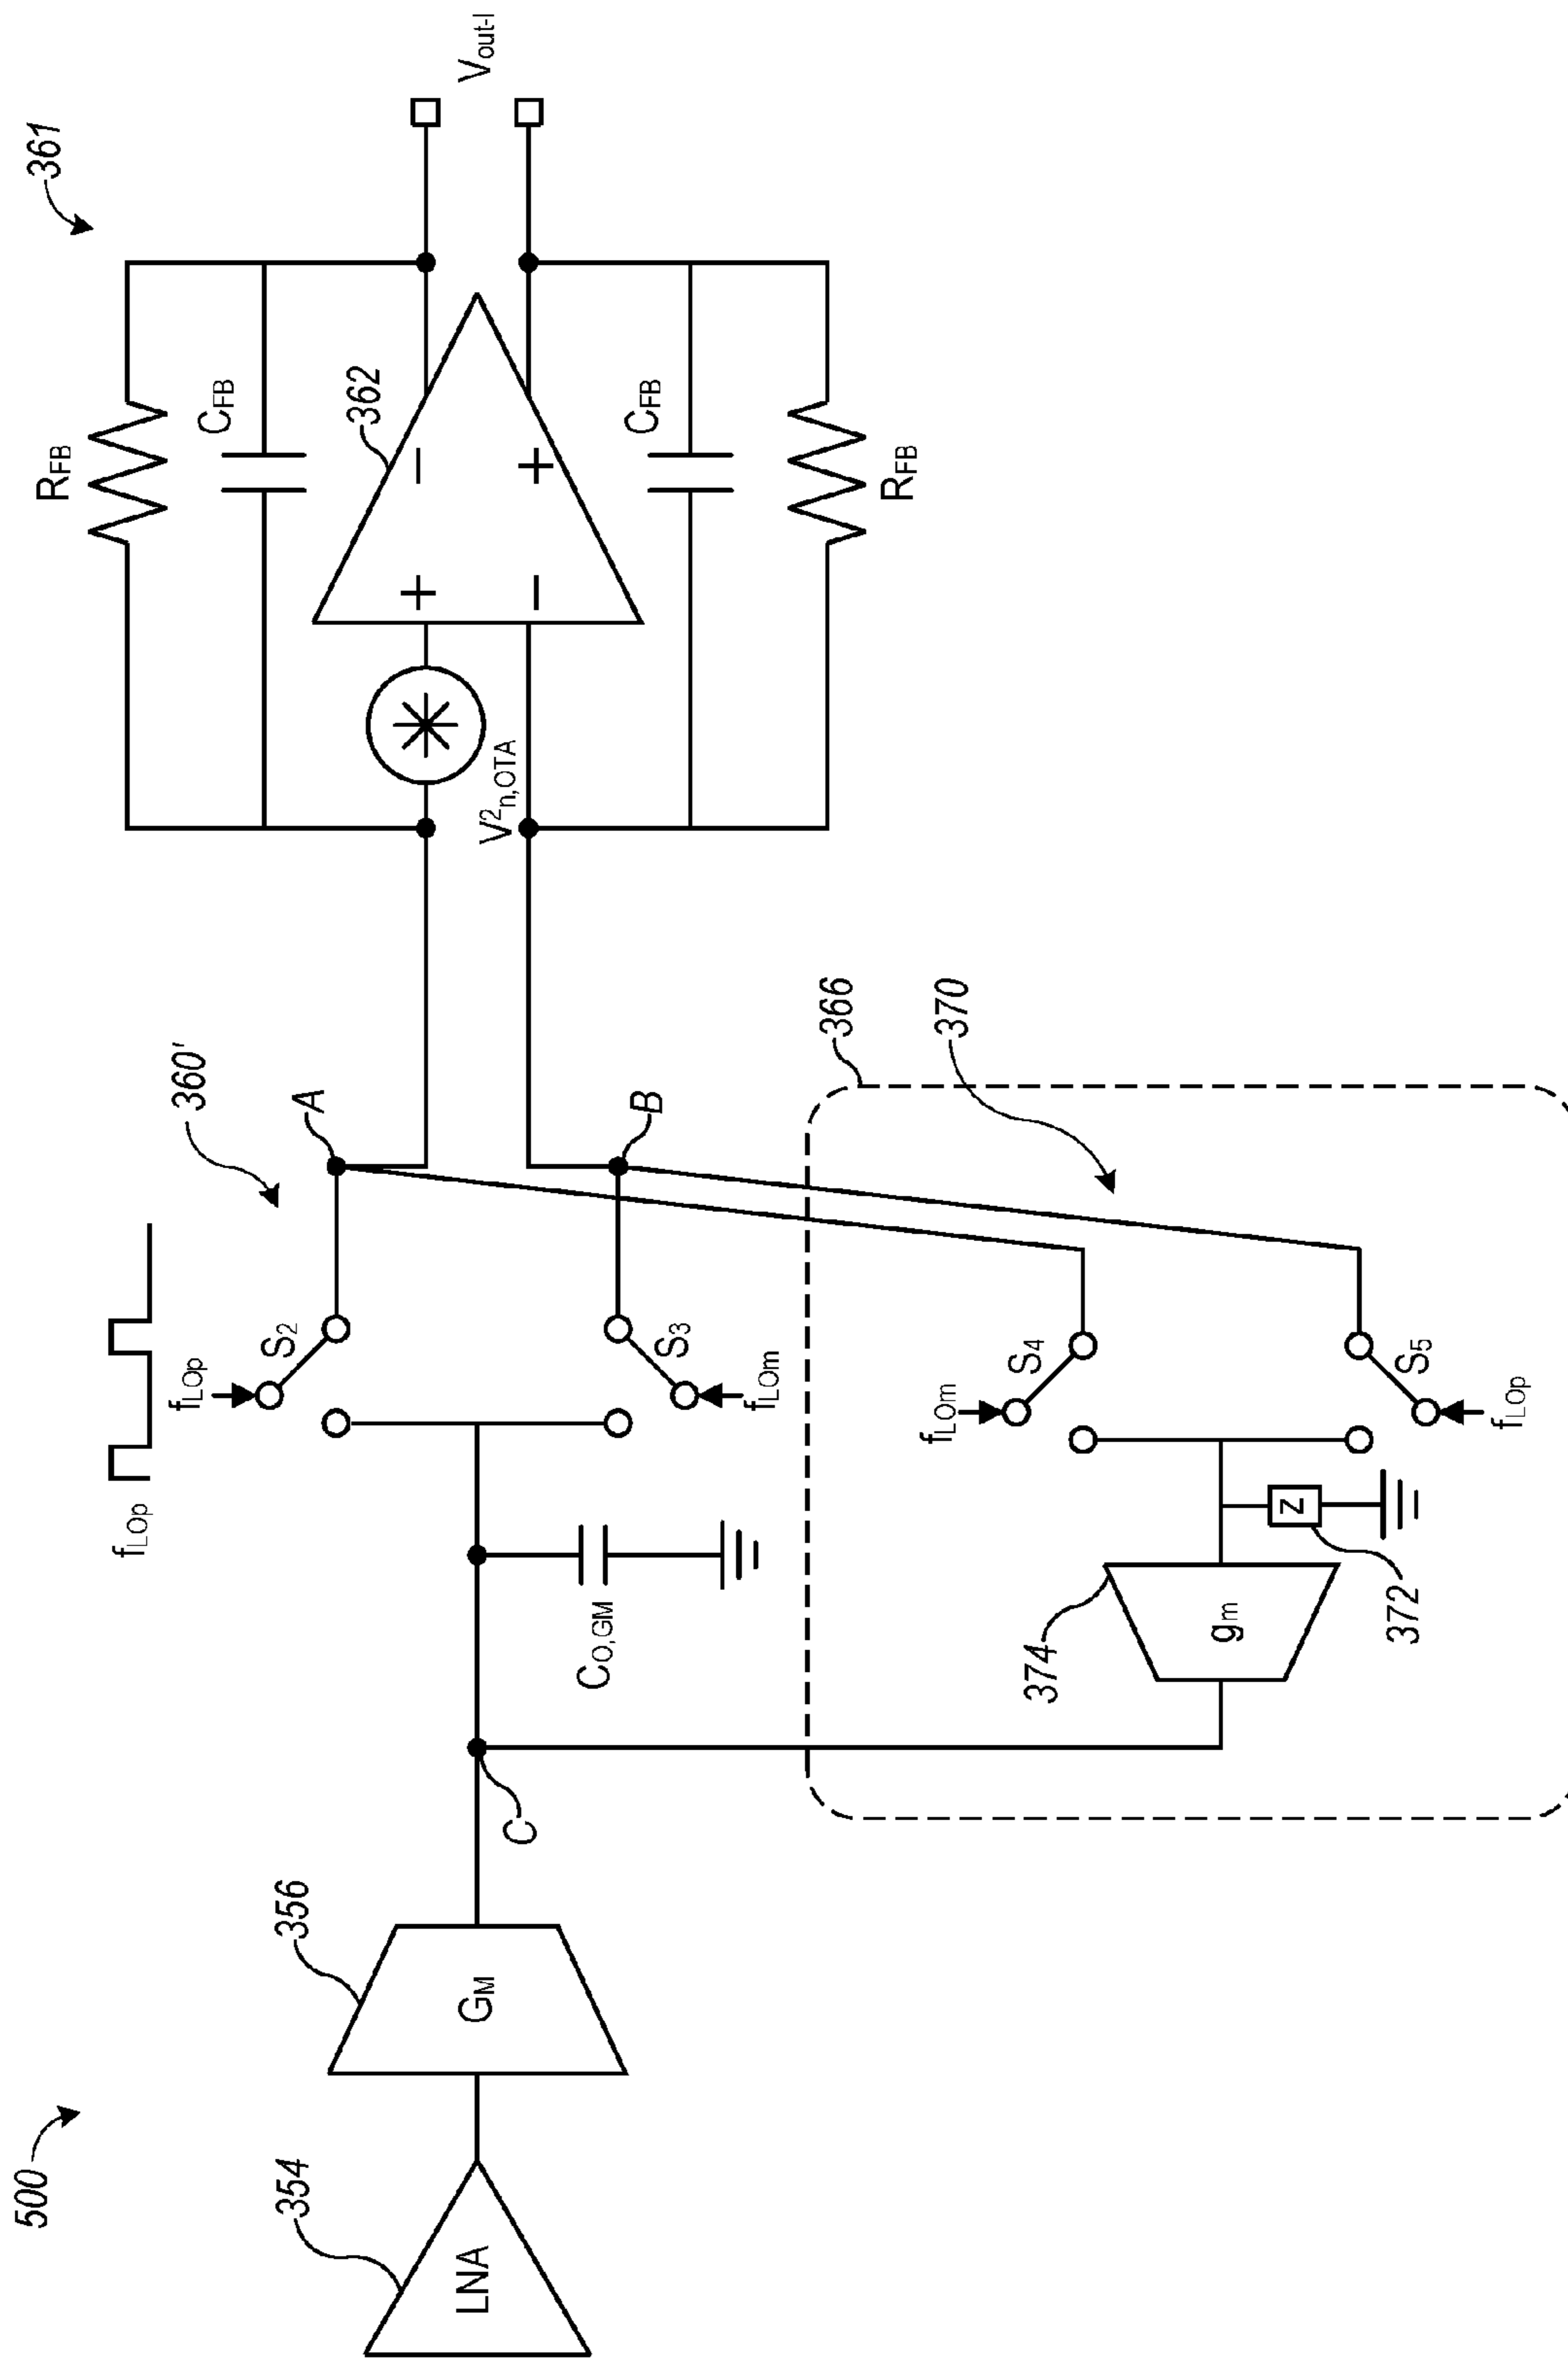 500
354
LNA
356
GM
C
CO,GM
fLOp
fLOp
S2
360'
A
S3
fLOm
B
361
RFB
CFB
362
+
−
−
+
V²n,OTA
CFB
RFB
Vout-I
366
370
374
gm
Z
372
fLOm
S4
S5
fLOp